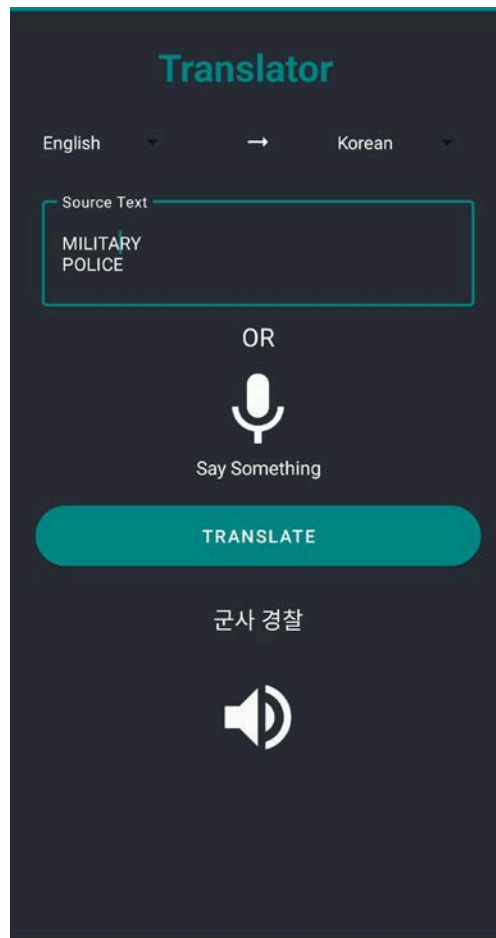 Translator
English → Korean
Source Text
MILITARY
POLICE
OR
Say Something
TRANSLATE
군사 경찰